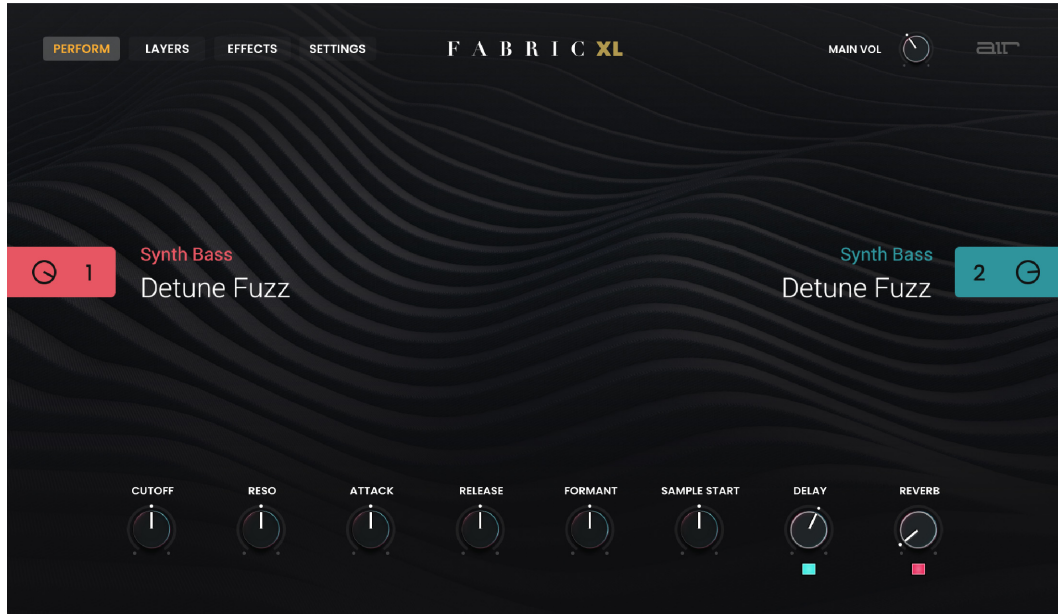 PERFORM LAYERS EFFECTS SETTINGS FABRIC XL MAIN VOL air
Synth Bass Synth Bass
1 Detune Fuzz Detune Fuzz 2
CUTOFF RESO ATTACK RELEASE FORMANT SAMPLE START DELAY REVERB